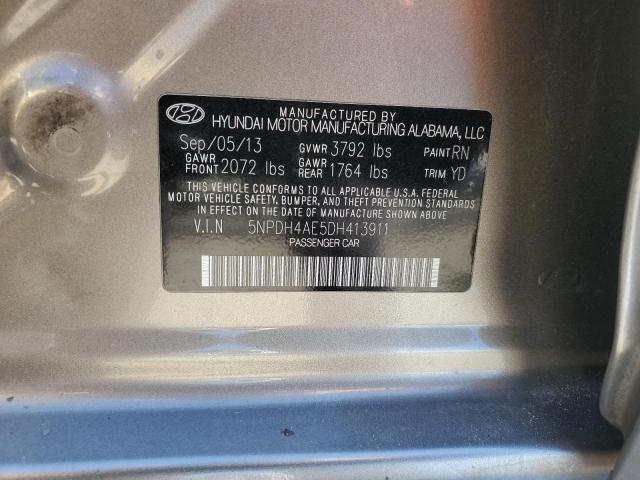 MANUFACTURED BY
HYUNDAI MOTOR MANUFACTURING ALABAMA, LLC
Sep/05/13 GVWR 3792 lbs PAINT RN
GAWR FRONT 2072 lbs GAWR REAR 1764 lbs TRIM YD
THIS VEHICLE CONFORMS TO ALL APPLICABLE U.S.A. FEDERAL
MOTOR VEHICLE SAFETY, BUMPER, AND THEFT PREVENTION STANDARDS
IN EFFECT ON THE DATE OF MANUFACTURE SHOWN ABOVE.
V.I.N 5NPDH4AE5DH413911
PASSENGER CAR